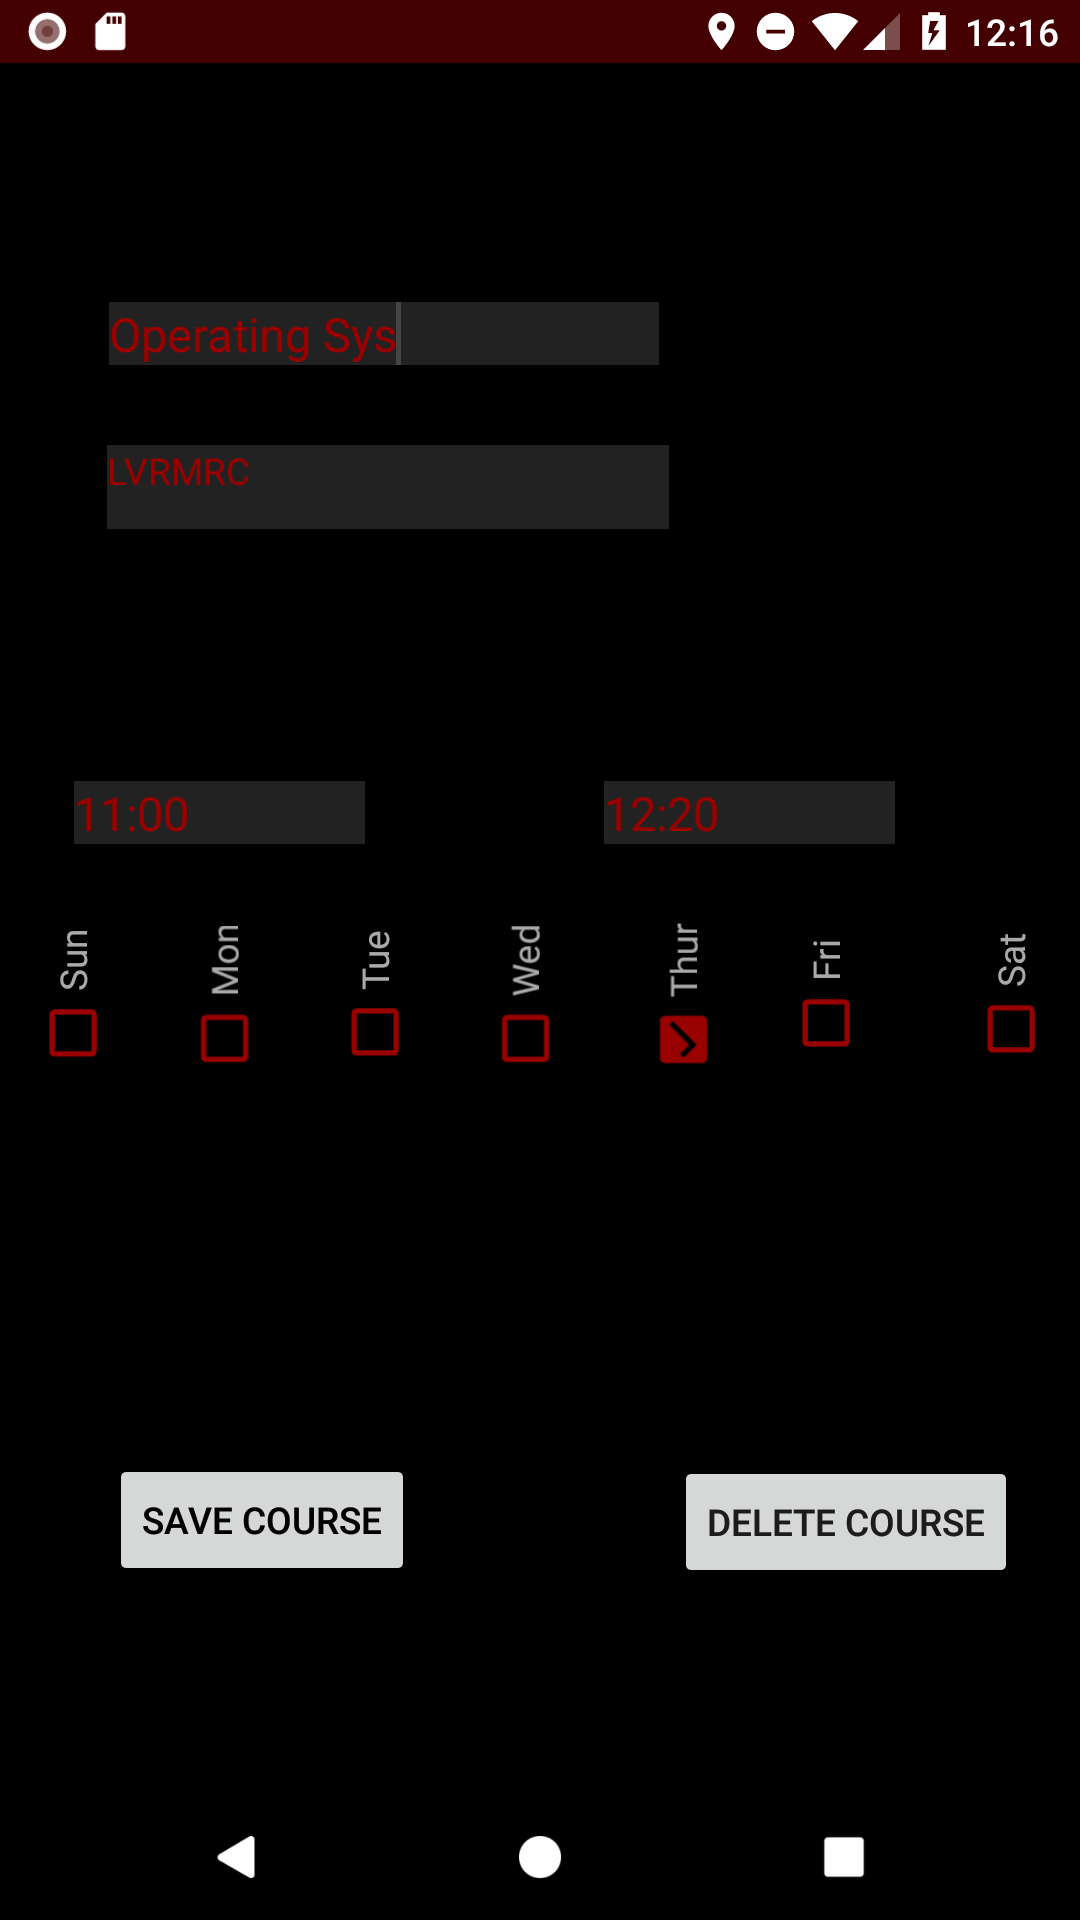 12:16
Operating Sys
LVRMRC
11:00 12:20
Sun Mon Tue Wed Thur Fri Sat
SAVE COURSE DELETE COURSE